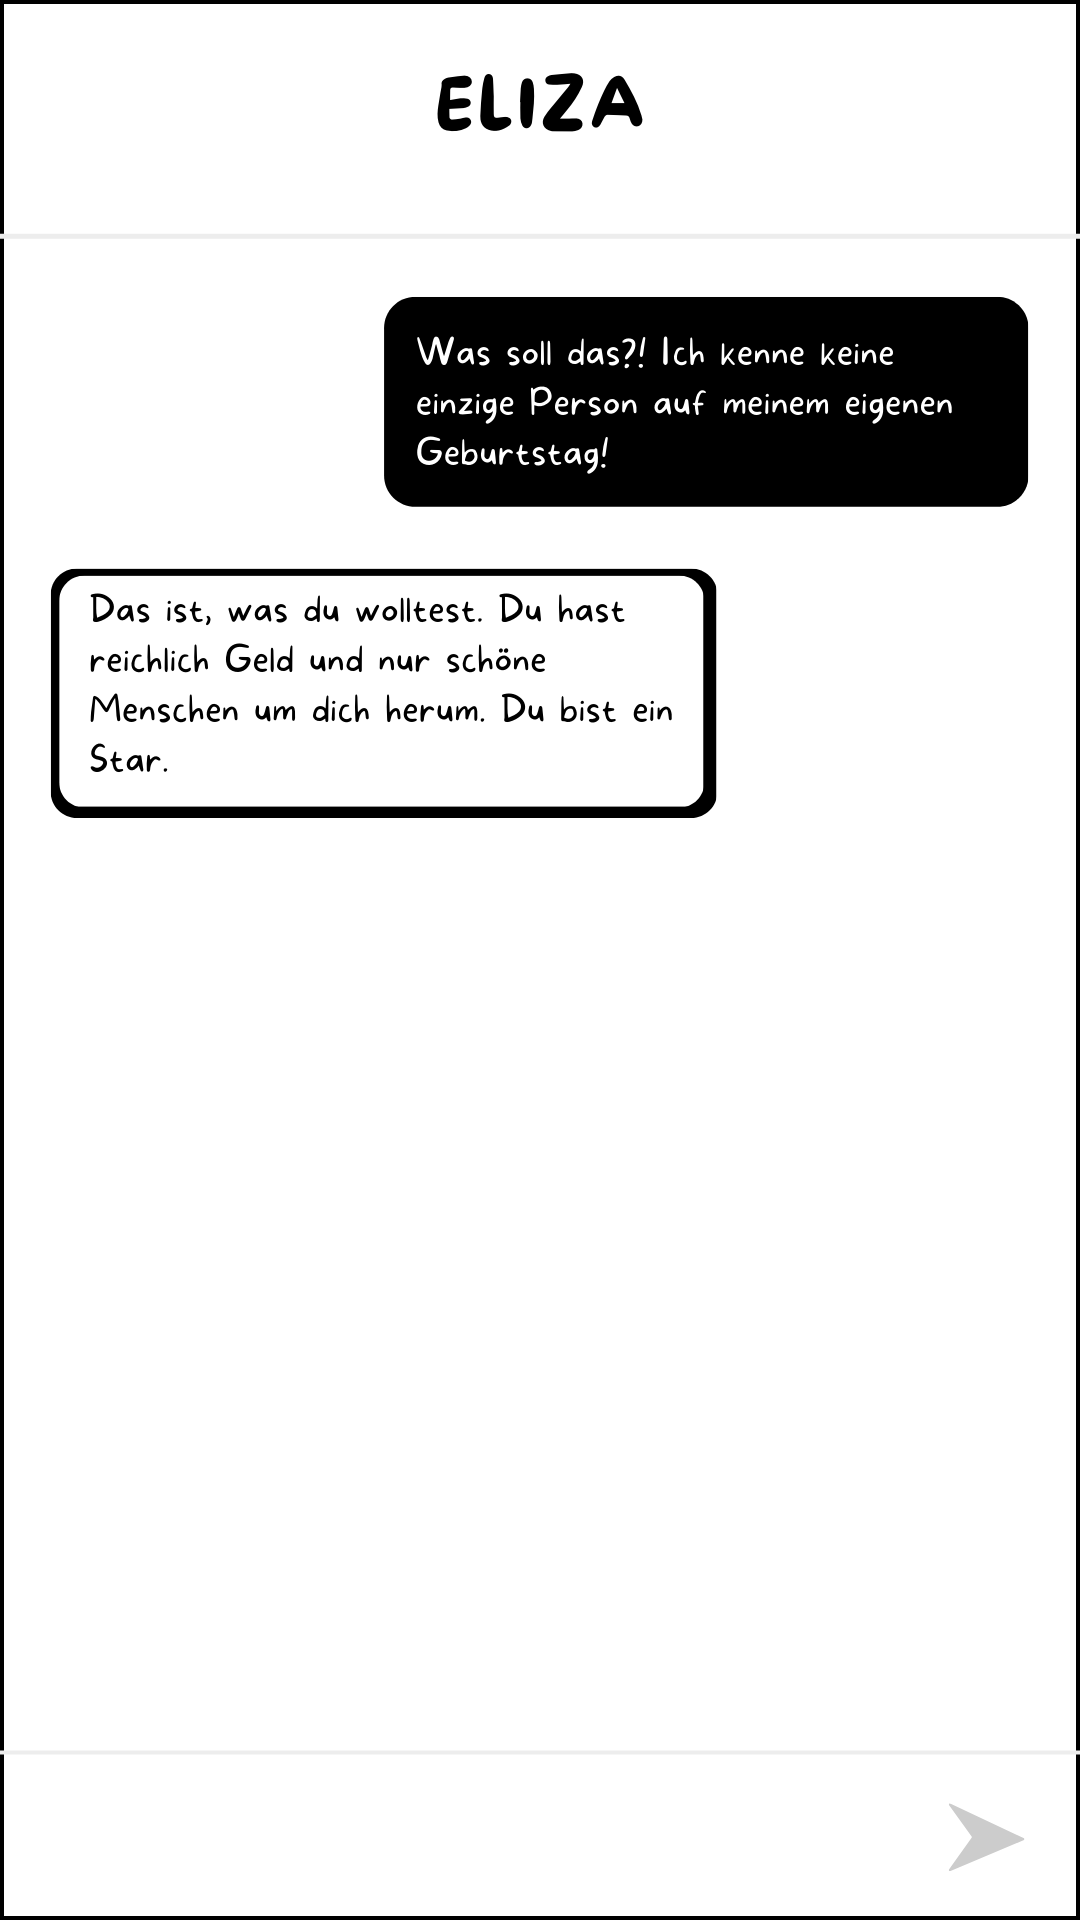 ELIZA
Was soll das?! Ich kenne keine
einzige Person auf meinem eigenen
Geburtstag!
Das ist, was du wolltest. Du hast
reichlich Geld und nur schöne
Menschen um dich herum. Du bist ein
Star.